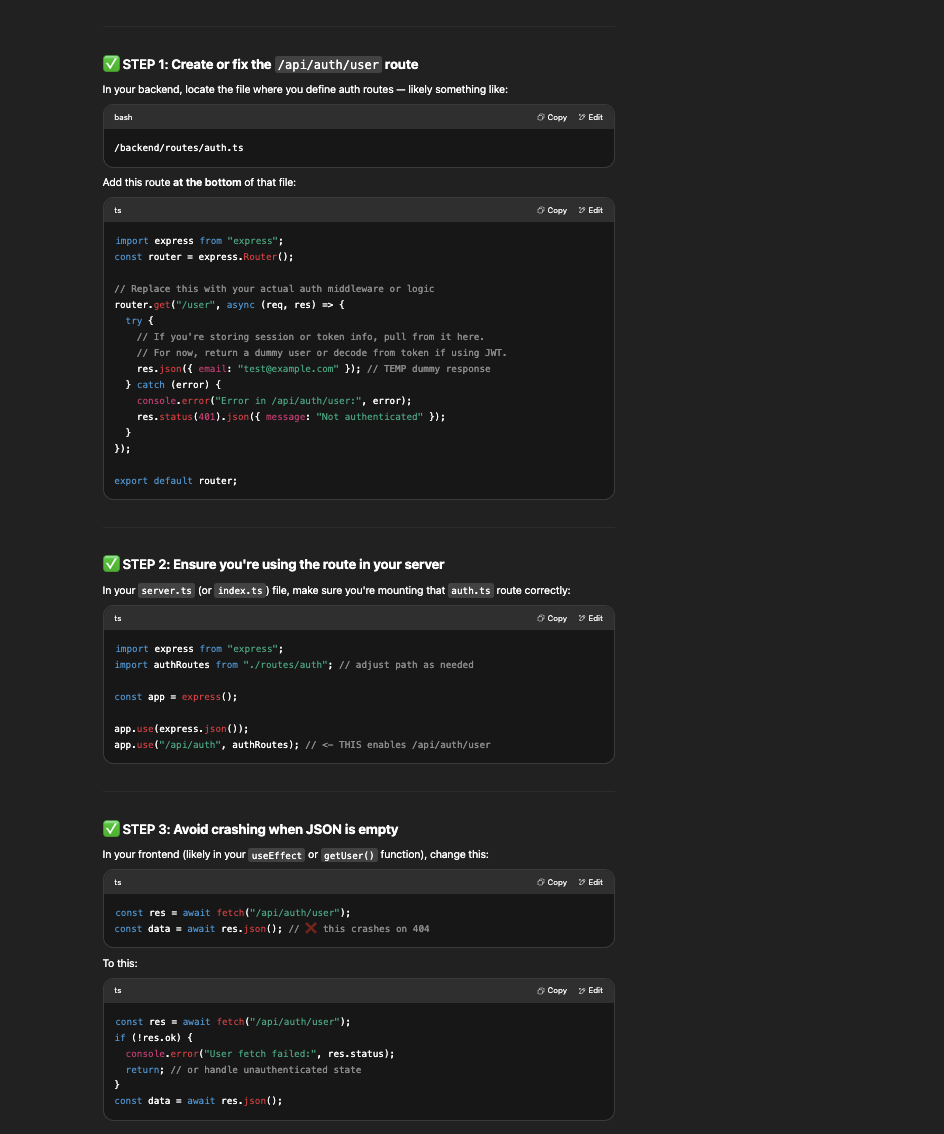 ✅ STEP 1: Create or fix the /api/auth/user route
In your backend, locate the file where you define auth routes — likely something like:
bash
Copy
Edit
/backend/routes/auth.ts
Add this route at the bottom of that file:
ts
Copy
Edit
import express from "express";
const router = express.Router();

// Replace this with your actual auth middleware or logic
router.get("/user", async (req, res) => {
  try {
    // If you're storing session or token info, pull from it here.
    // For now, return a dummy user or decode from token if using JWT.
    res.json({ email: "test@example.com" }); // TEMP dummy response
  } catch (error) {
    console.error("Error in /api/auth/user:", error);
    res.status(401).json({ message: "Not authenticated" });
  }
});

export default router;
✅ STEP 2: Ensure you're using the route in your server
In your server.ts (or index.ts) file, make sure you're mounting that auth.ts route correctly:
ts
Copy
Edit
import express from "express";
import authRoutes from "./routes/auth"; // adjust path as needed

const app = express();

app.use(express.json());
app.use("/api/auth", authRoutes); // <- THIS enables /api/auth/user
✅ STEP 3: Avoid crashing when JSON is empty
In your frontend (likely in your useEffect or getUser() function), change this:
ts
Copy
Edit
const res = await fetch("/api/auth/user");
const data = await res.json(); // ❌ this crashes on 404
To this:
ts
Copy
Edit
const res = await fetch("/api/auth/user");
if (!res.ok) {
  console.error("User fetch failed:", res.status);
  return; // or handle unauthenticated state
}
const data = await res.json();